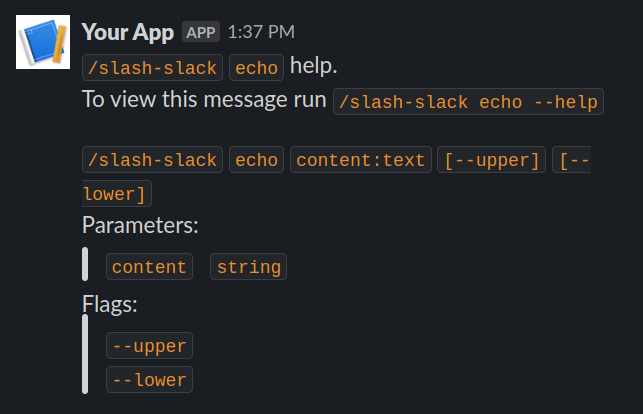 Your App APP 1:37 PM
/slash-slack echo help.
To view this message run /slash-slack echo --help
/slash-slack echo content:text [--upper] [--
lower]
Parameters:
content string
Flags:
--upper
--lower